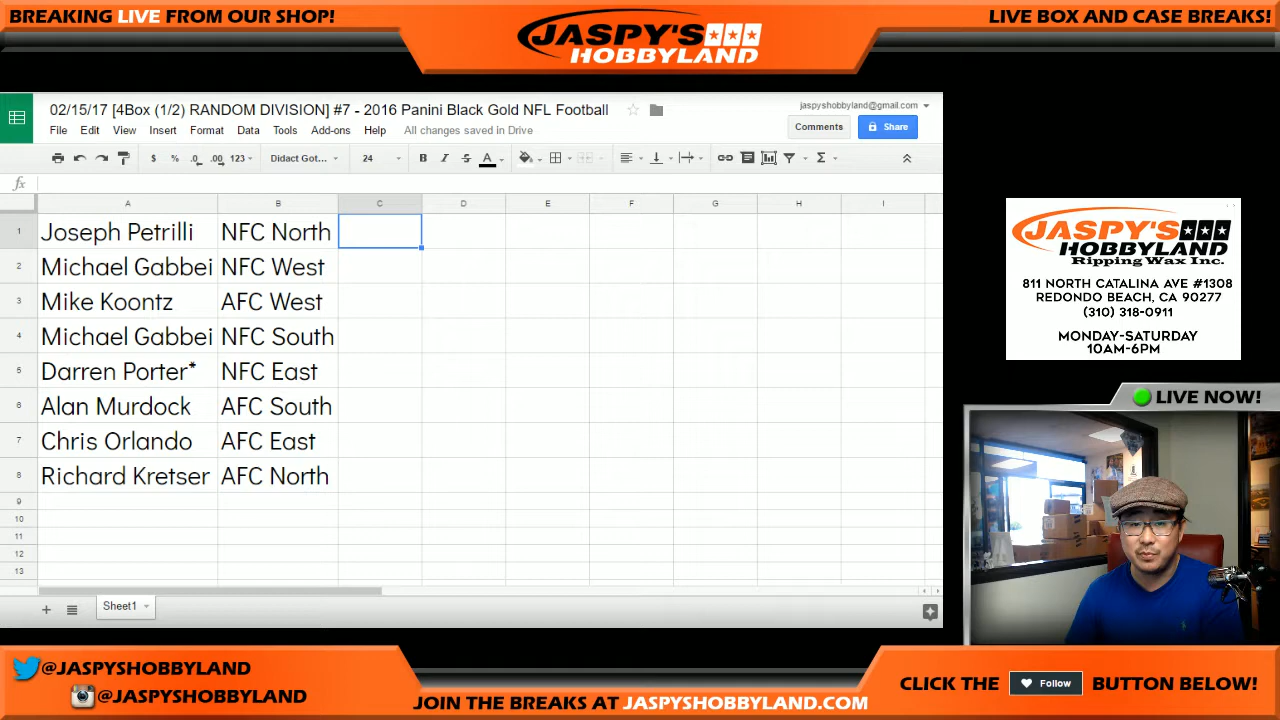 BREAKING LIVE FROM OUR SHOP!
JASPY'S
HOBBYLAND
LIVE BOX AND CASE BREAKS!
02/15/17 [4Box (1/2) RANDOM DIVISION] #7 - 2016 Panini Black Gold NFL Football
jaspyshobbyland@gmail.com
File Edit View Insert Format Data Tools Add-ons Help All changes saved in Drive
Comments Share
$ % .0 .00 123 Didact Got... 24 B I S A Σ
fx
A B C D E F G H I
1 Joseph Petrilli NFC North
2 Michael Gabbei NFC West
3 Mike Koontz AFC West
4 Michael Gabbei NFC South
5 Darren Porter* NFC East
6 Alan Murdock AFC South
7 Chris Orlando AFC East
8 Richard Kretser AFC North
9
10
11
12
13
Sheet1
JASPY'S
HOBBYLAND
Ripping Wax Inc.
811 NORTH CATALINA AVE #1308
REDONDO BEACH, CA 90277
(310) 318-0911
MONDAY-SATURDAY
10AM-6PM
LIVE NOW!
@JASPYSHOBBYLAND
@JASPYSHOBBYLAND
JOIN THE BREAKS AT JASPYSHOBBYLAND.COM
CLICK THE Follow BUTTON BELOW!